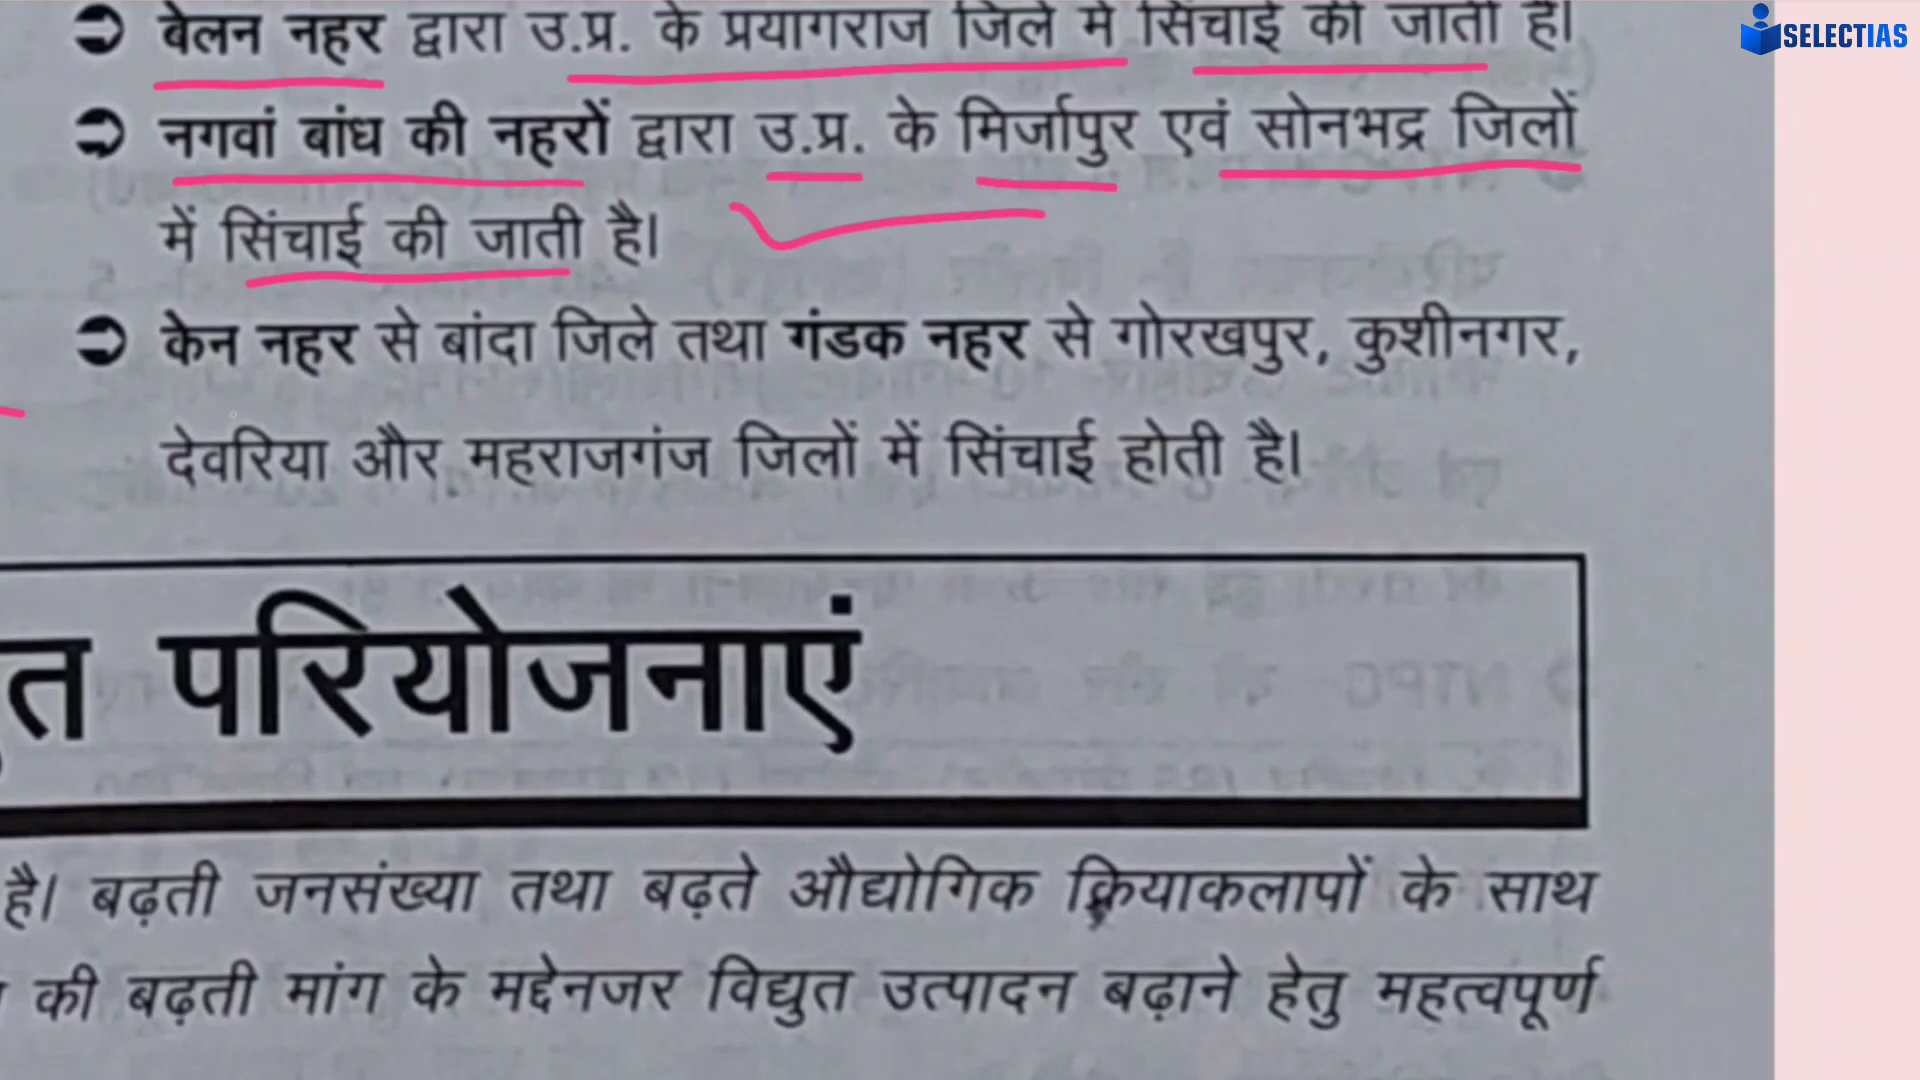 SELECTIAS
➲ बेलन नहर द्वारा उ.प्र. के प्रयागराज जिले में सिंचाई की जाती है।
➲ नगवां बांध की नहरों द्वारा उ.प्र. के मिर्जापुर एवं सोनभद्र जिलों
में सिंचाई की जाती है।
➲ केन नहर से बांदा जिले तथा गंडक नहर से गोरखपुर, कुशीनगर,
देवरिया और महराजगंज जिलों में सिंचाई होती है।
त परियोजनाएं
है। बढ़ती जनसंख्या तथा बढ़ते औद्योगिक क्रियाकलापों के साथ
की बढ़ती मांग के मद्देनजर विद्युत उत्पादन बढ़ाने हेतु महत्वपूर्ण